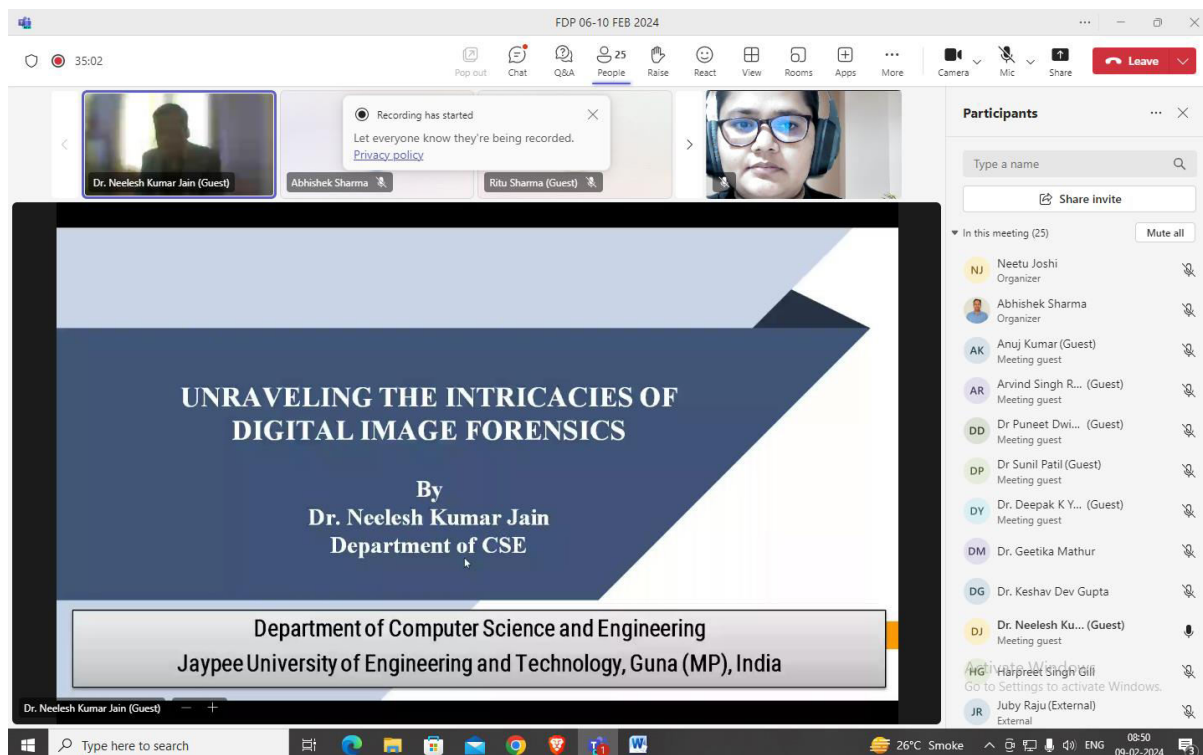 FDP 06-10 FEB 2024
35:02
Pop out
Chat
Q&A
25
People
Raise
React
View
Rooms
Apps
More
Camera
Mic
Share
Leave
Recording has started
Let everyone know they're being recorded.
Privacy policy
Dr. Neelesh Kumar Jain (Guest)
Abhishek Sharma
Ritu Sharma (Guest)
UNRAVELING THE INTRICACIES OF
DIGITAL IMAGE FORENSICS
By
Dr. Neelesh Kumar Jain
Department of CSE
Department of Computer Science and Engineering
Jaypee University of Engineering and Technology, Guna (MP), India
Dr. Neelesh Kumar Jain (Guest)
Participants
Type a name
Share invite
In this meeting (25)
Mute all
NJ Neetu Joshi
Organizer
Abhishek Sharma
Organizer
AK Anuj Kumar (Guest)
Meeting guest
AR Arvind Singh R... (Guest)
Meeting guest
DD Dr Puneet Dwi... (Guest)
Meeting guest
DP Dr Sunil Patil (Guest)
Meeting guest
DY Dr. Deepak K Y... (Guest)
Meeting guest
DM Dr. Geetika Mathur
DG Dr. Keshav Dev Gupta
DJ Dr. Neelesh Ku... (Guest)
Meeting guest
Activate Windows
HG Harpreet Singh Gill
Go to Settings to activate Windows.
JR Juby Raju (External)
External
Type here to search
1
W
26°C Smoke
ENG
08:50
09-02-2024
3